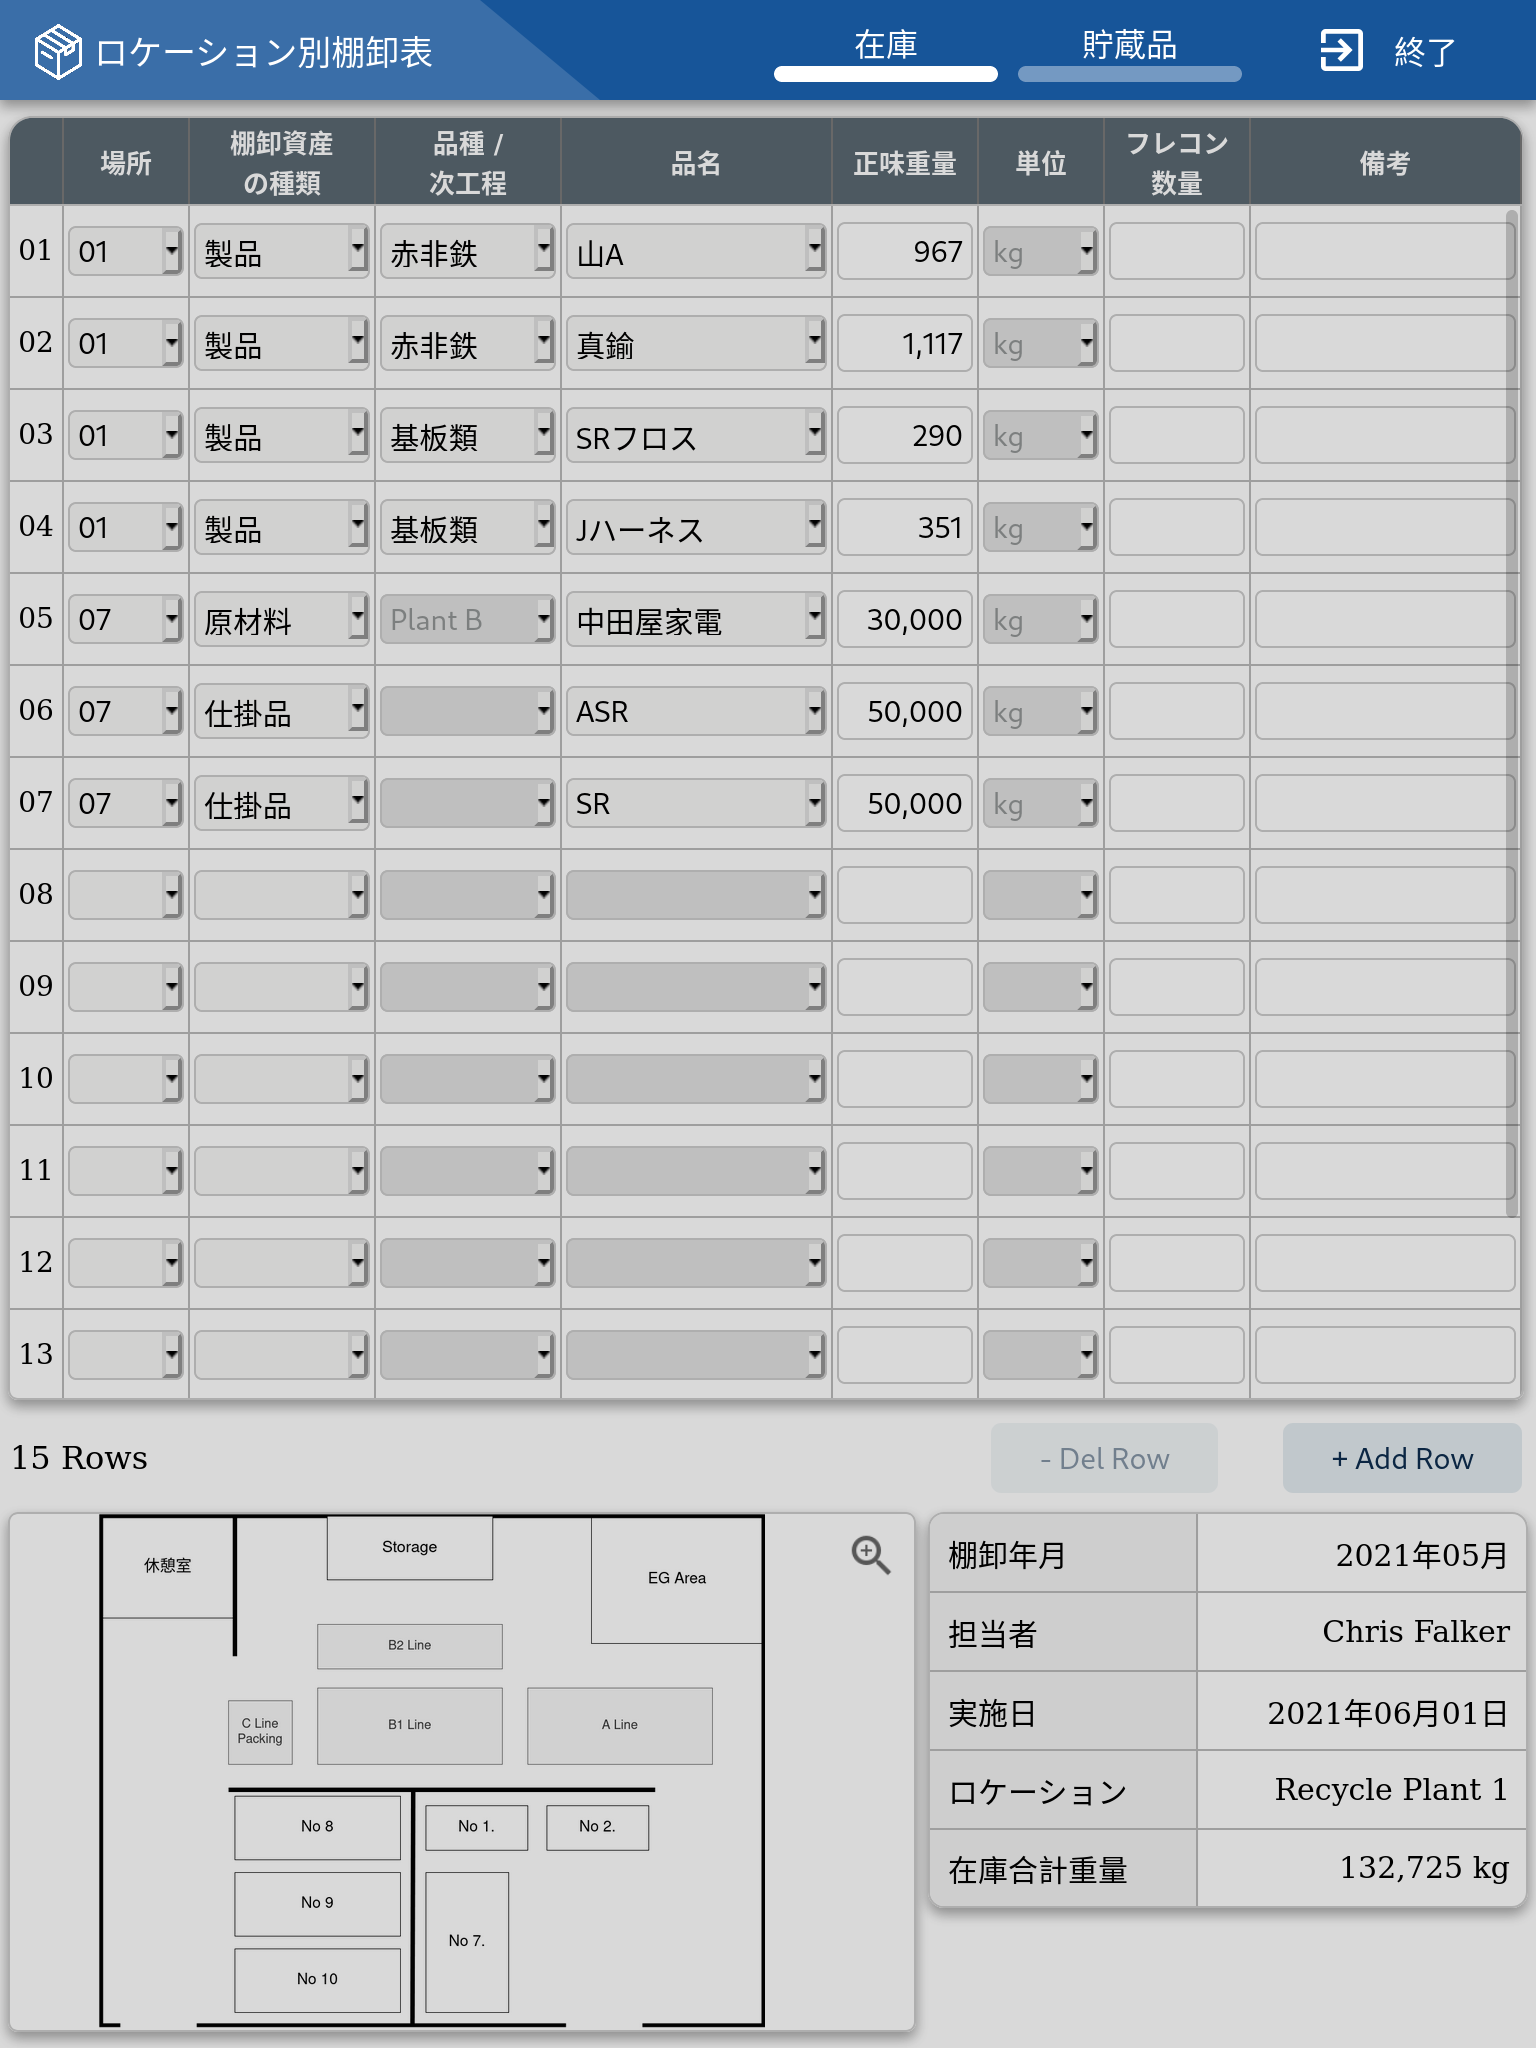 ロケーション別棚卸表
在庫
貯蔵品
終了
場所 棚卸資産の種類 品種 / 次工程 品名 正味重量 単位 フレコン数量 備考
01 01 製品 赤非鉄 山A 967 kg
02 01 製品 赤非鉄 真鍮 1,117 kg
03 01 製品 基板類 SRフロス 290 kg
04 01 製品 基板類 Jハーネス 351 kg
05 07 原材料 Plant B 中田屋家電 30,000 kg
06 07 仕掛品 ASR 50,000 kg
07 07 仕掛品 SR 50,000 kg
08
09
10
11
12
13
15 Rows
- Del Row
+ Add Row
休憩室
Storage
EG Area
B2 Line
C Line
Packing
B1 Line
A Line
No 8
No 1.
No 2.
No 9
No 7.
No 10
棚卸年月 2021年05月
担当者 Chris Falker
実施日 2021年06月01日
ロケーション Recycle Plant 1
在庫合計重量 132,725 kg